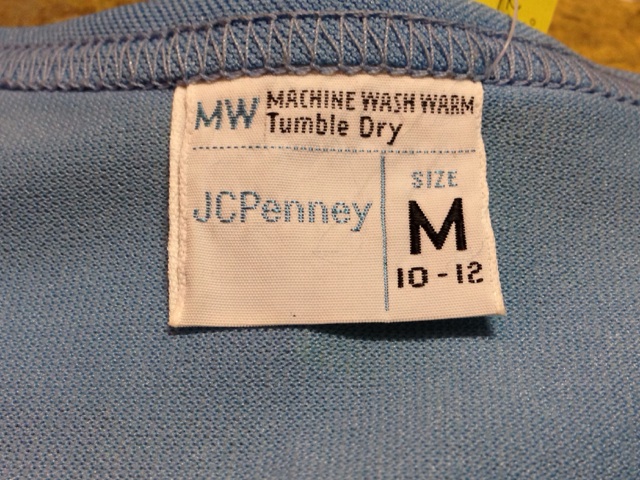 MW MACHINE WASH WARM
Tumble Dry
JCPenney
SIZE
M
10-12